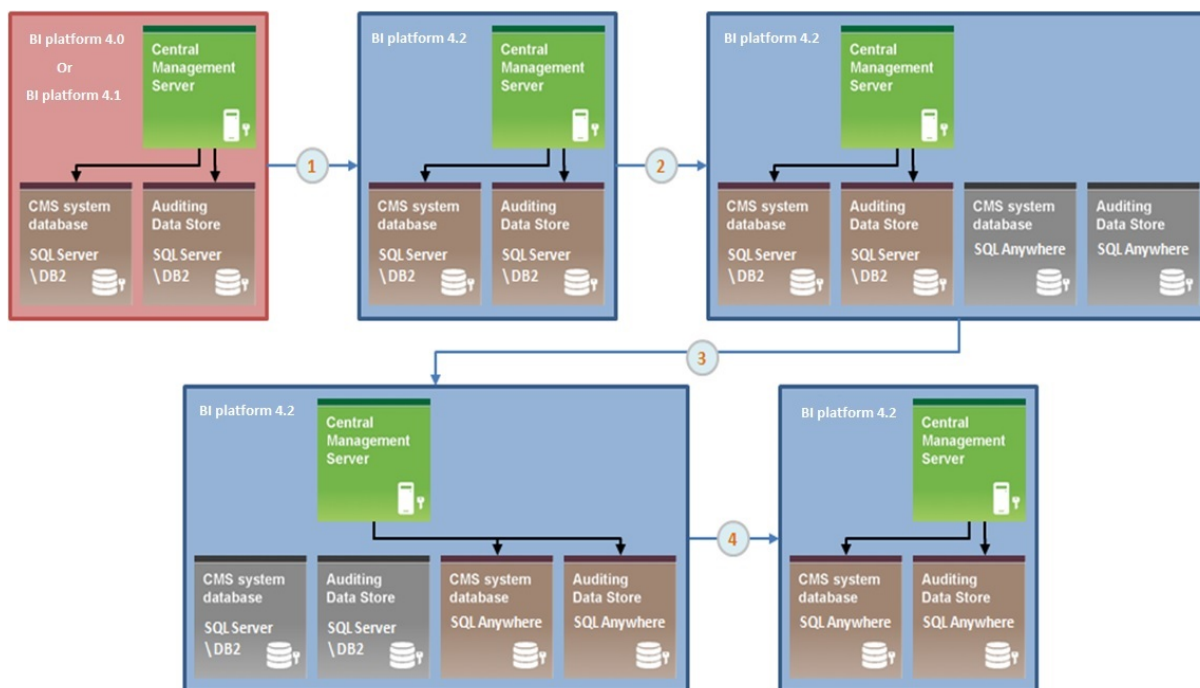 BI platform 4.0
Or
BI platform 4.1
Central
Management
Server
CMS system
database
SQL Server
\DB2
Auditing
Data Store
SQL Server
\DB2
1
BI platform 4.2
Central
Management
Server
CMS system
database
SQL Server
\DB2
Auditing
Data Store
SQL Server
\DB2
2
BI platform 4.2
Central
Management
Server
CMS system
database
SQL Server
\DB2
Auditing
Data Store
SQL Server
\DB2
CMS system
database
SQL Anywhere
Auditing
Data Store
SQL Anywhere
3
BI platform 4.2
Central
Management
Server
CMS system
database
SQL Server
\DB2
Auditing
Data Store
SQL Server
\DB2
CMS system
database
SQL Anywhere
Auditing
Data Store
SQL Anywhere
4
BI platform 4.2
Central
Management
Server
CMS system
database
SQL Anywhere
Auditing
Data Store
SQL Anywhere